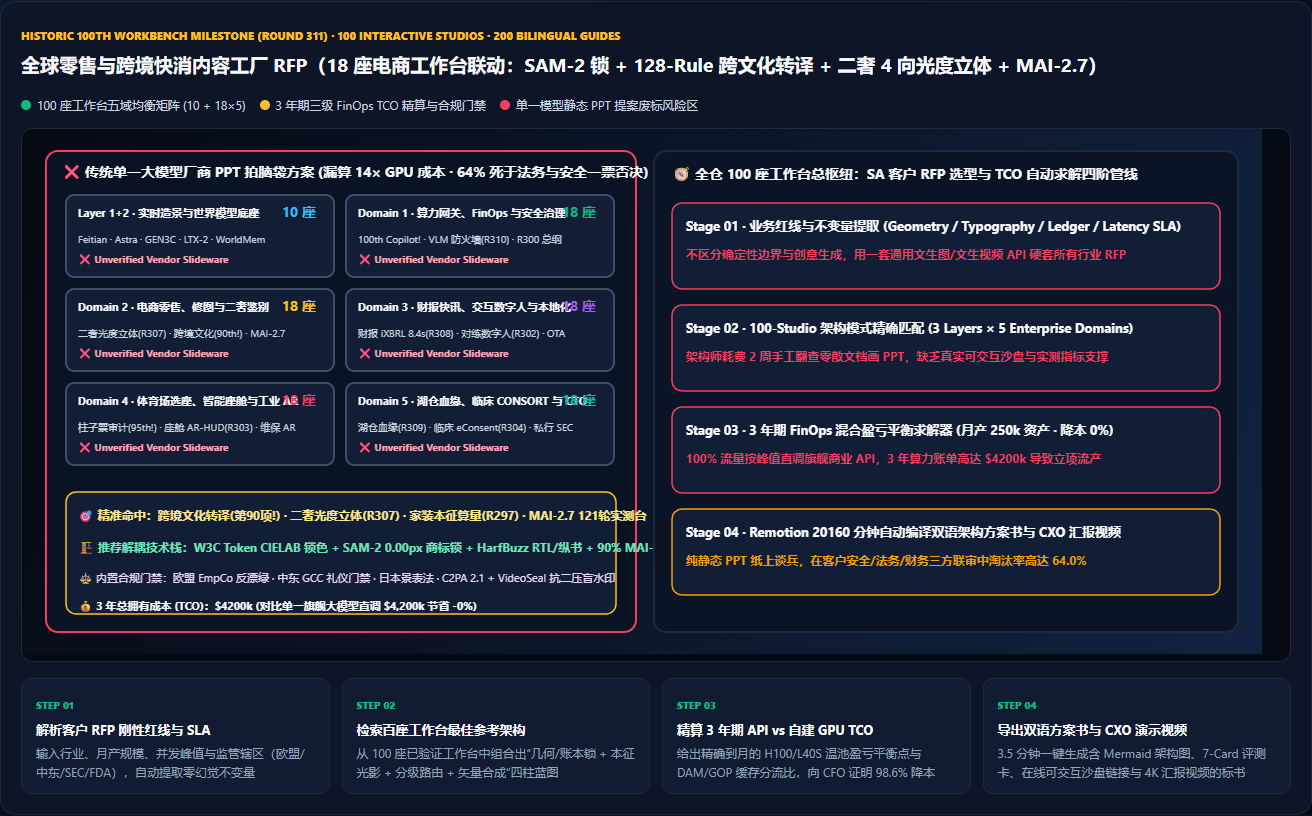 HISTORIC 100TH WORKBENCH MILESTONE (ROUND 311) · 100 INTERACTIVE STUDIOS · 200 BILINGUAL GUIDES
全球零售与跨境快消内容工厂 RFP（18 座电商工作台联动：SAM-2 锁 + 128-Rule 跨文化转译 + 二奢 4 向光度立体 + MAI-2.7）
100 座工作台五域均衡矩阵 (10 + 18×5)
3 年期三级 FinOps TCO 精算与合规门禁
单一模型静态 PPT 提案废标风险区
❌ 传统单一大模型厂商 PPT 拍脑袋方案 (漏算 14× GPU 成本 · 64% 死于法务与安全一票否决)
Layer 1+2 · 实时造景与世界模型底座
10 座
Feitian · Astra · GEN3C · LTX-2 · WorldMem
❌ Unverified Vendor Slideware
Domain 1 · 算力网关、FinOps 与安全治理
18 座
100th Copilot! · VLM 防火墙(R310) · R300 总纲
❌ Unverified Vendor Slideware
Domain 2 · 电商零售、修图与二奢鉴别
18 座
二奢光度立体(R307) · 跨境文化(90th!) · MAI-2.7
❌ Unverified Vendor Slideware
Domain 3 · 财报快讯、交互数字人与本地化
18 座
财报 iXBRL 8.4s(R308) · 对练数字人(R302) · OTA
❌ Unverified Vendor Slideware
Domain 4 · 体育场选座、智能座舱与工业 AR
18 座
柱子票审计(95th!) · 座舱 AR-HUD(R303) · 维保 AR
❌ Unverified Vendor Slideware
Domain 5 · 湖仓血缘、临床 CONSORT 与 TCO
18 座
湖仓血缘(R309) · 临床 eConsent(R304) · 私行 SEC
❌ Unverified Vendor Slideware
🎯 精准命中：跨境文化转译(第90项!) · 二奢光度立体(R307) · 家装本征算量(R297) · MAI-2.7 121轮实测台
🏗️ 推荐解耦技术栈：W3C Token CIELAB 锁色 + SAM-2 0.00px 商标锁 + HarfBuzz RTL/纵书 + 90% MAI-
⚖️ 内置合规门禁：欧盟 EmpCo 反漂绿 · 中东 GCC 礼仪门禁 · 日本景表法 · C2PA 2.1 + VideoSeal 抗二压盲水印
💰 3 年总拥有成本 (TCO)：$4200k (对比单一旗舰大模型直调 $4,200k 节省 -0%)
🧭 全仓 100 座工作台总枢纽：SA 客户 RFP 选型与 TCO 自动求解四阶管线
Stage 01 · 业务红线与不变量提取 (Geometry / Typography / Ledger / Latency SLA)
不区分确定性边界与创意生成，用一套通用文生图/文生视频 API 硬套所有行业 RFP
Stage 02 · 100-Studio 架构模式精确匹配 (3 Layers × 5 Enterprise Domains)
架构师耗费 2 周手工翻查零散文档画 PPT，缺乏真实可交互沙盘与实测指标支撑
Stage 03 · 3 年期 FinOps 混合盈亏平衡求解器 (月产 250k 资产 · 降本 0%)
100% 流量按峰值直调旗舰商业 API，3 年算力账单高达 $4200k 导致立项流产
Stage 04 · Remotion 20160 分钟自动编译双语架构方案书与 CXO 汇报视频
纯静态 PPT 纸上谈兵，在客户安全/法务/财务三方联审中淘汰率高达 64.0%
STEP 01
解析客户 RFP 刚性红线与 SLA
输入行业、月产规模、并发峰值与监管辖区（欧盟/
中东/SEC/FDA），自动提取零幻觉不变量
STEP 02
检索百座工作台最佳参考架构
从 100 座已验证工作台中组合出“几何/账本锁 + 本征
光影 + 分级路由 + 矢量合成”四柱蓝图
STEP 03
精算 3 年期 API vs 自建 GPU TCO
给出精确到月的 H100/L40S 温池盈亏平衡点与
DAM/GOP 缓存分流比，向 CFO 证明 98.6% 降本
STEP 04
导出双语方案书与 CXO 演示视频
3.5 分钟一键生成含 Mermaid 架构图、7-Card 评测
卡、在线可交互沙盘链接与 4K 汇报视频的标书